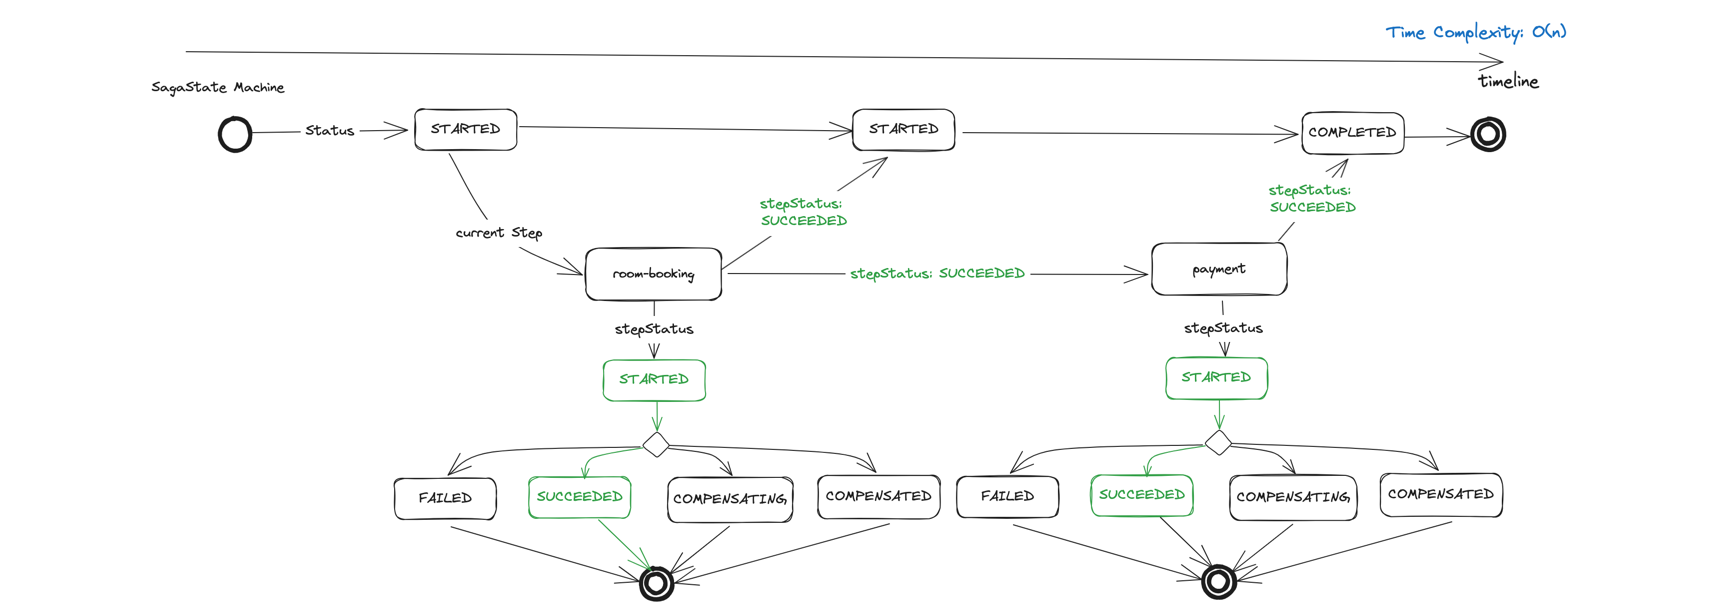 Time Complexity: O(n)
timeline
SagaState Machine
Status
STARTED
STARTED
COMPLETED
current Step
stepStatus:
SUCCEEDED
stepStatus:
SUCCEEDED
room-booking
stepStatus: SUCCEEDED
payment
stepStatus
stepStatus
STARTED
STARTED
FAILED
SUCCEEDED
COMPENSATING
COMPENSATED
FAILED
SUCCEEDED
COMPENSATING
COMPENSATED